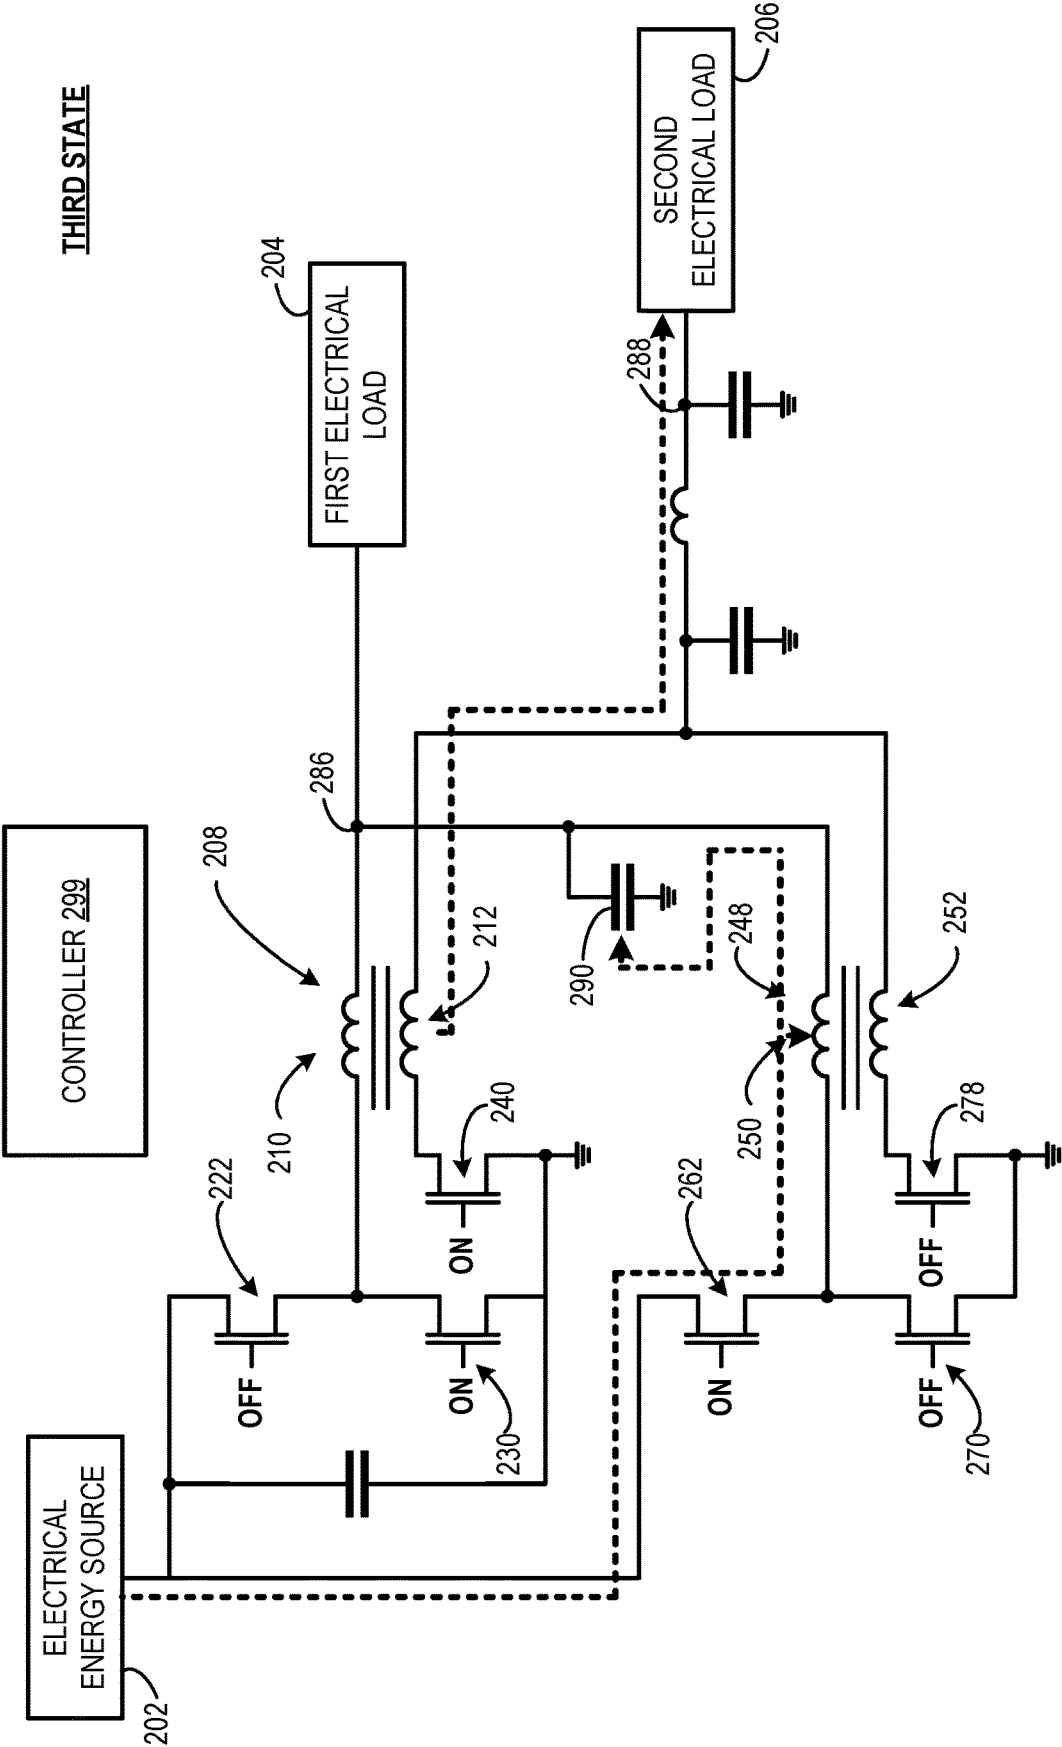 THIRD STATE
CONTROLLER 299
ELECTRICAL
ENERGY SOURCE
202
FIRST ELECTRICAL
LOAD
204
SECOND
ELECTRICAL LOAD
206
222
OFF
230
ON
240
ON
208
210
212
286
288
290
248
250
252
262
ON
270
OFF
278
OFF